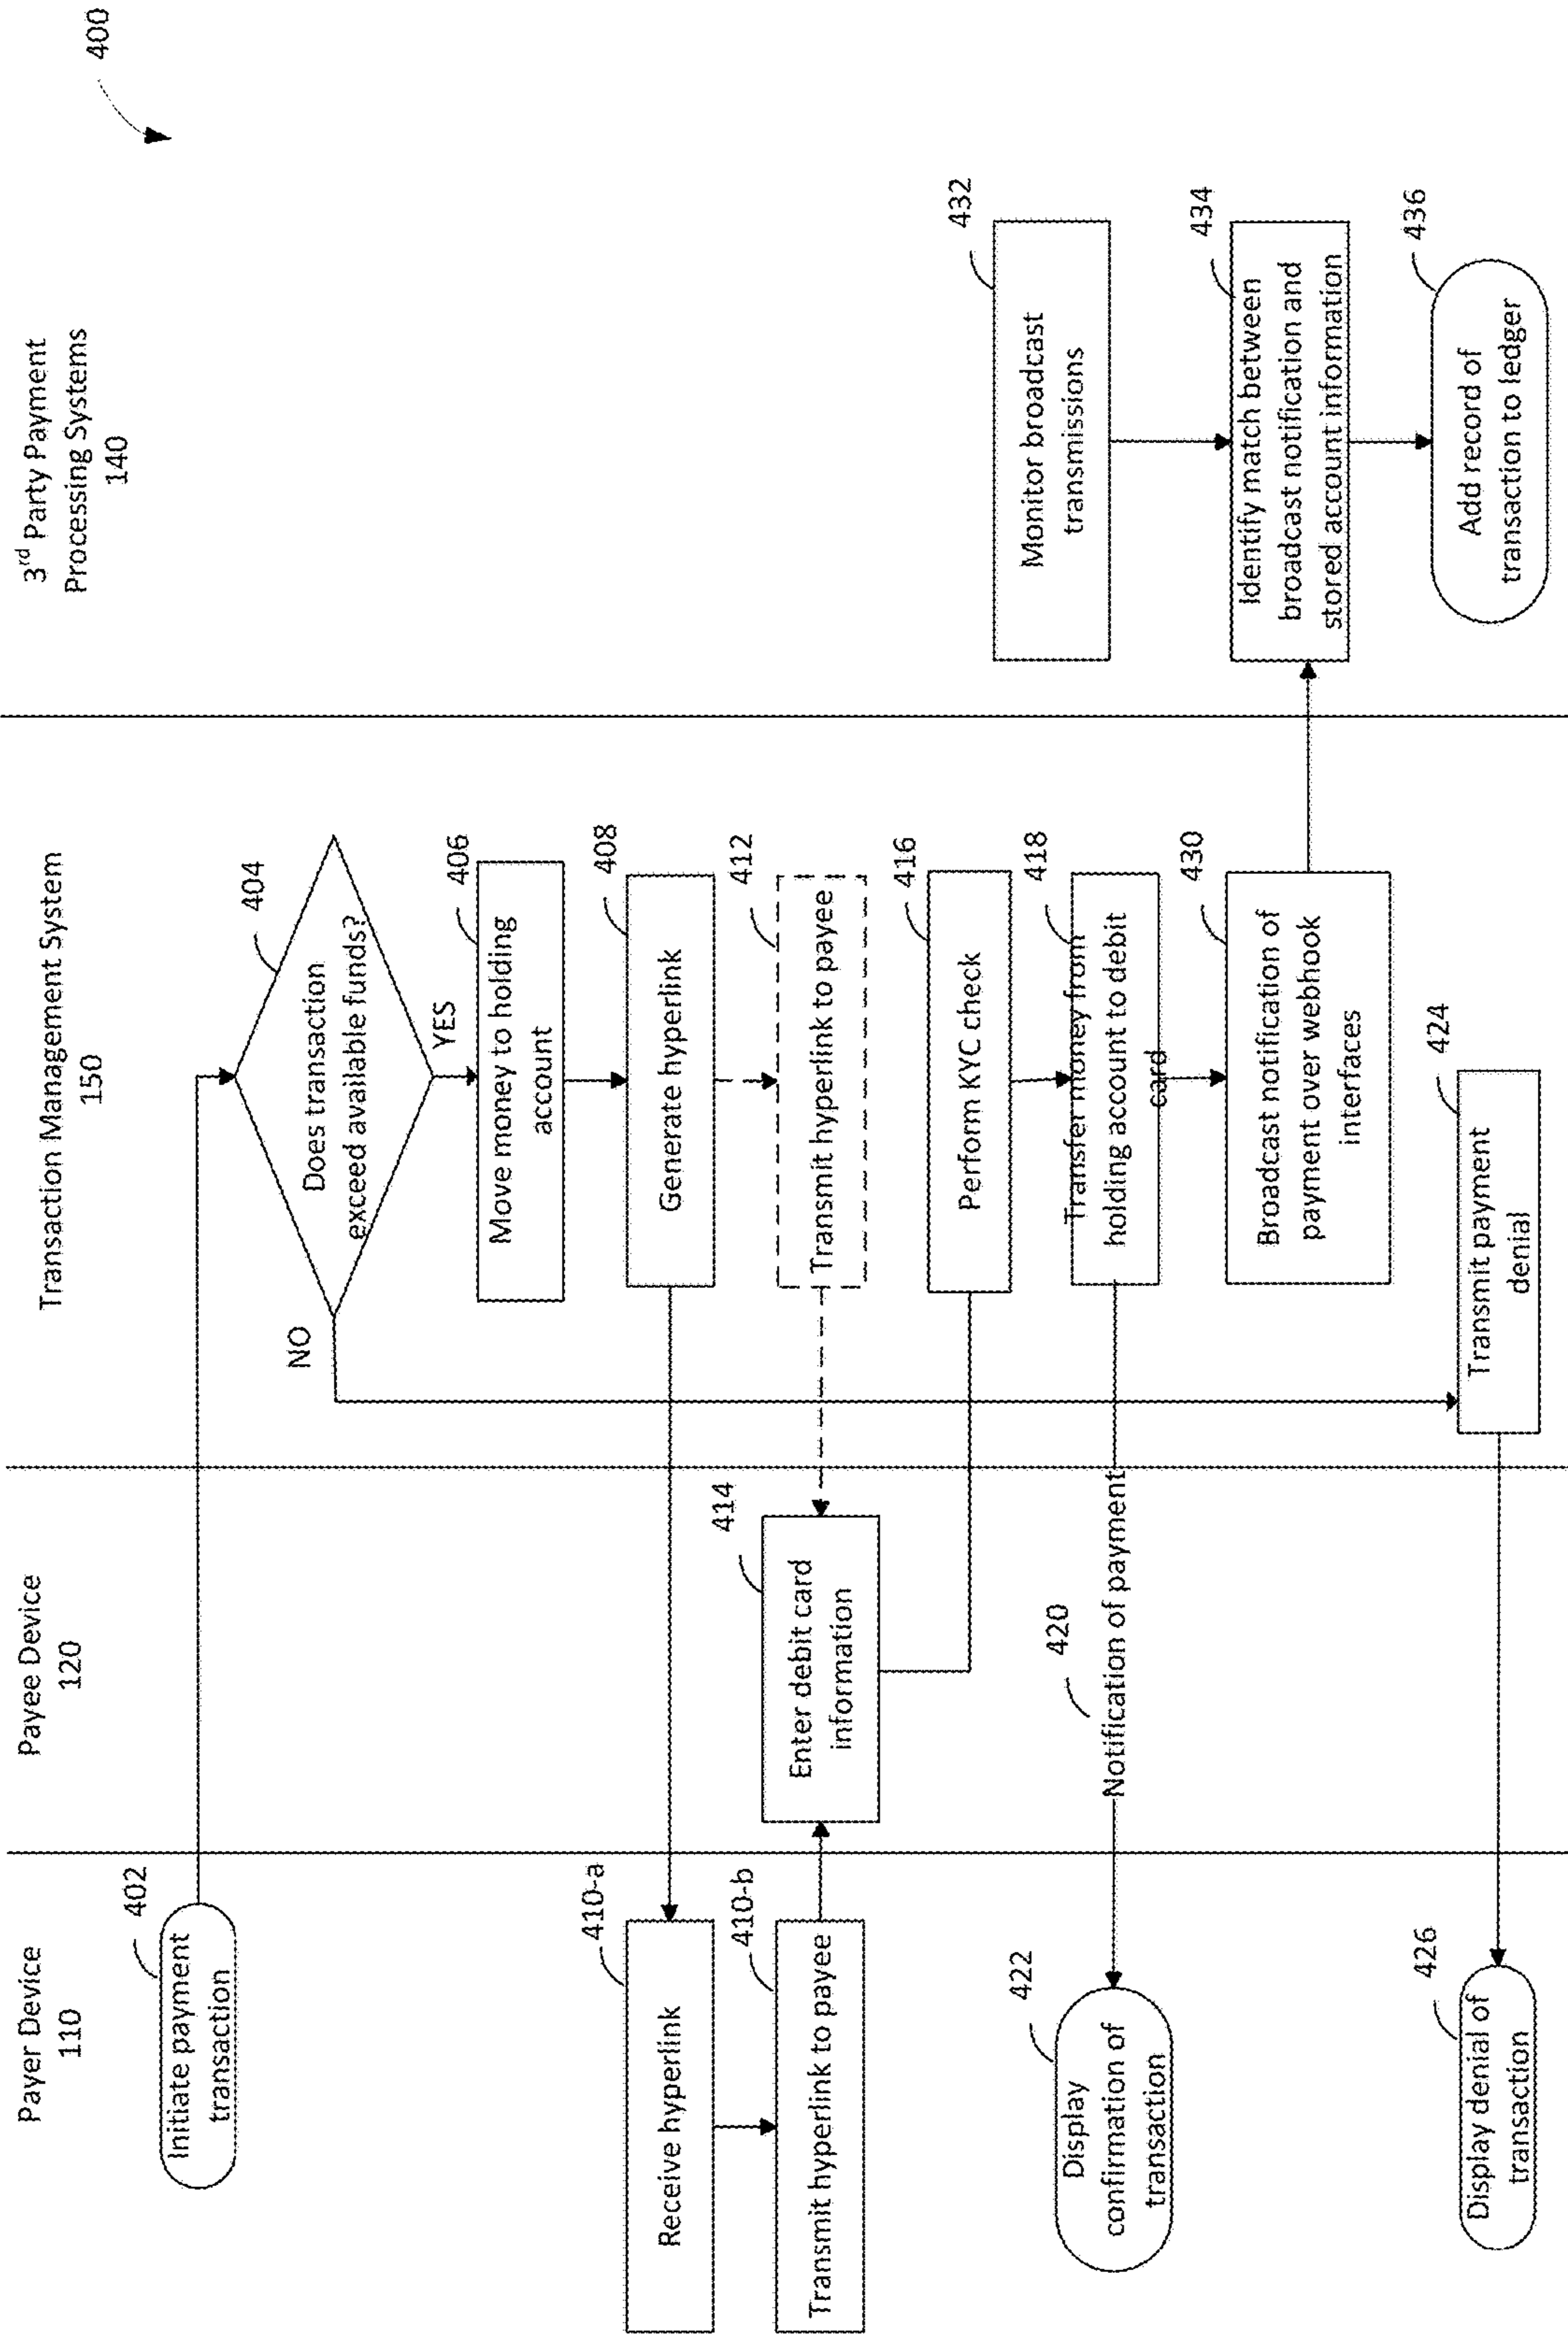 400
Payer Device
110
Payee Device
120
Transaction Management System
150
3rd Party Payment
Processing Systems
140
402
Initiate payment
transaction
404
Does transaction
exceed available funds?
NO
YES
406
Move money to holding
account
408
Generate hyperlink
410-a
Receive hyperlink
410-b
Transmit hyperlink to payee
412
Transmit hyperlink to payee
414
Enter debit card
information
416
Perform KYC check
418
Transfer money from
holding account to debit
card
420
Notification of payment
422
Display
confirmation of
transaction
430
Broadcast notification of
payment over webhook
interfaces
424
Transmit payment
denial
426
Display denial of
transaction
432
Monitor broadcast
transmissions
434
Identify match between
broadcast notification and
stored account information
436
Add record of
transaction to ledger